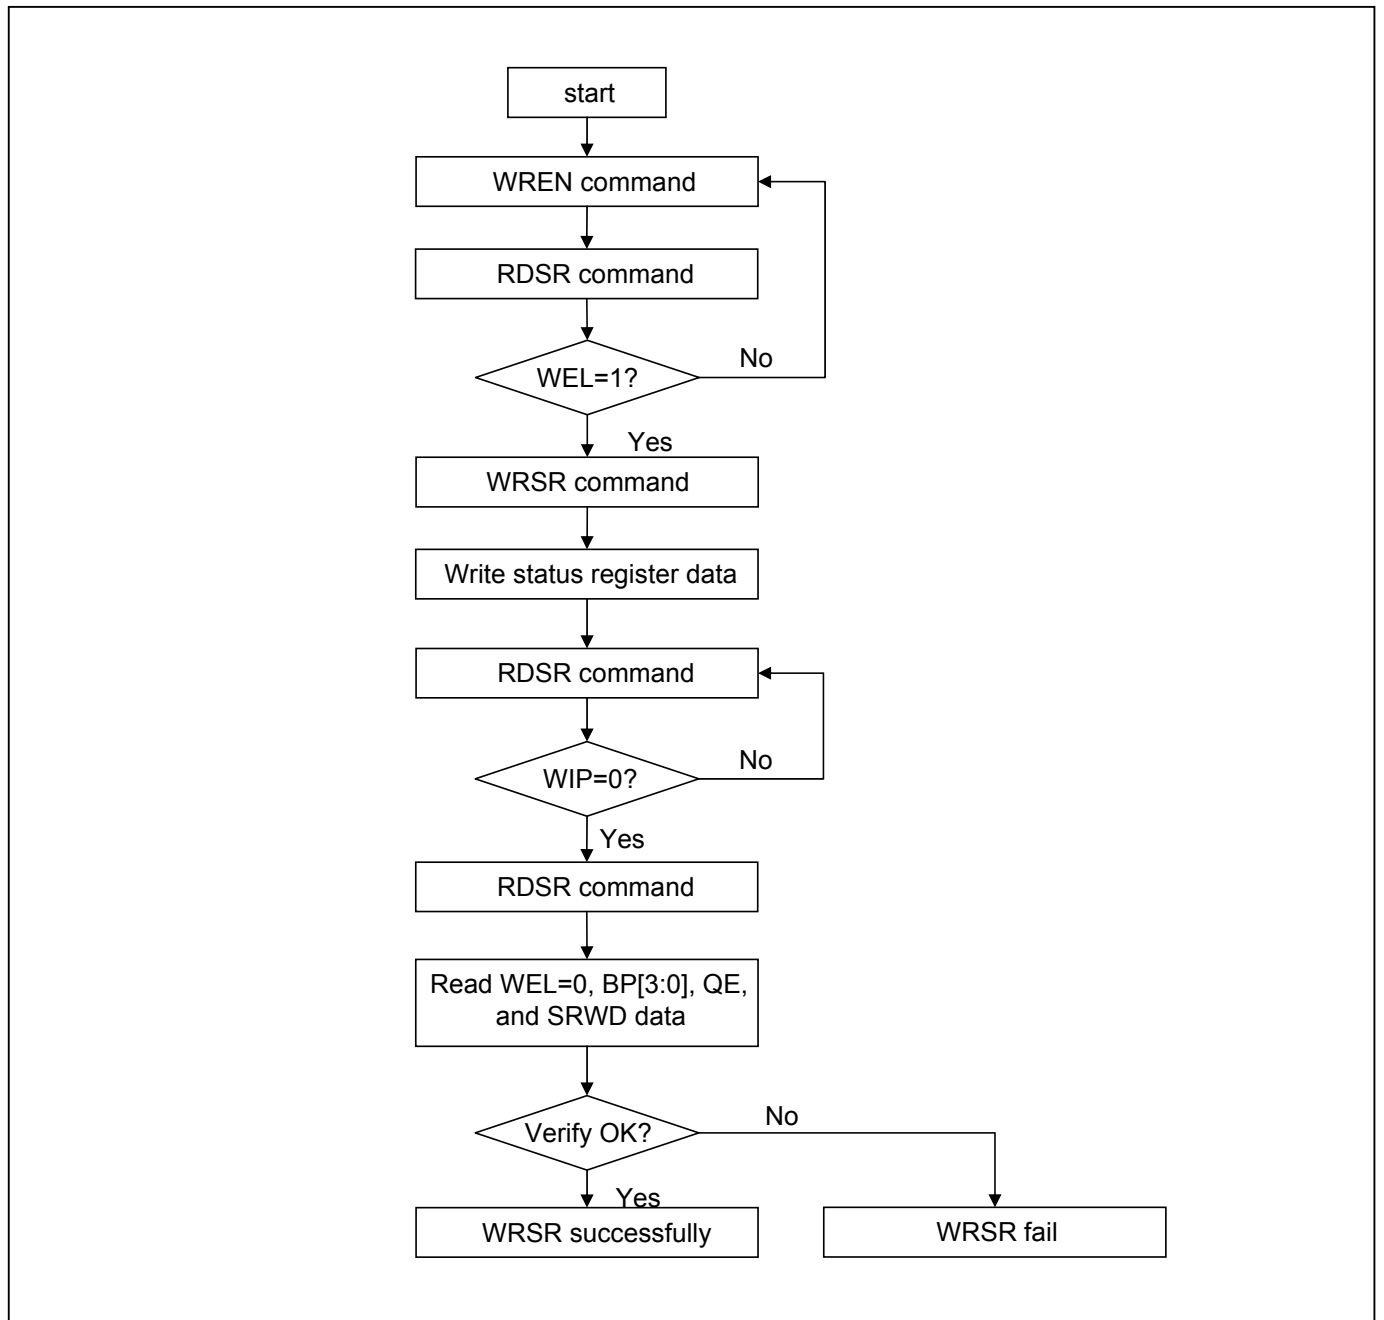 start
WREN command
RDSR command
WEL=1?
No
Yes
WRSR command
Write status register data
RDSR command
WIP=0?
No
Yes
RDSR command
Read WEL=0, BP[3:0], QE,
and SRWD data
Verify OK?
No
Yes
WRSR successfully
WRSR fail